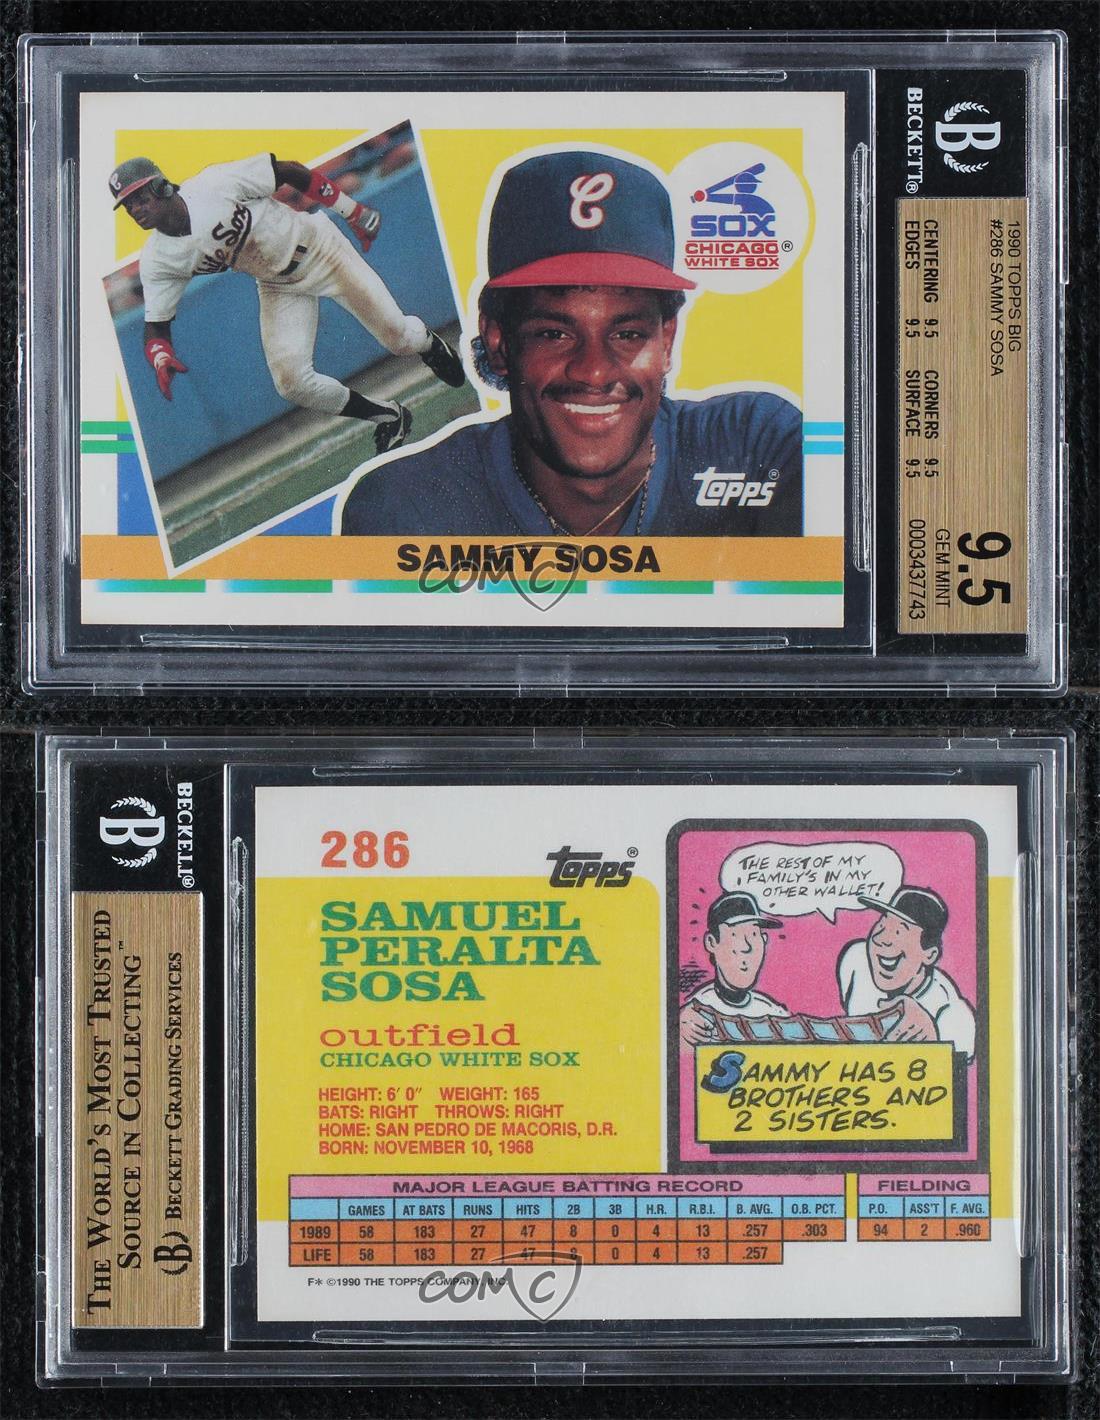 SOX
CHICAGO ®
WHITE SOX
C
C
White Sox
topps ®
SAMMY SOSA
COMC
B
BECKETT®
1990 TOPPS BIG
#286 SAMMY SOSA
CENTERING 9.5 CORNERS 9.5
EDGES 9.5 SURFACE 9.5
9.5
GEM MINT
0003437743
B
BECKETT®
THE WORLD'S MOST TRUSTED
SOURCE IN COLLECTING™
B BECKETT GRADING SERVICES
286
topps®
SAMUEL
PERALTA
SOSA
outfield
CHICAGO WHITE SOX
HEIGHT: 6' 0" WEIGHT: 165
BATS: RIGHT THROWS: RIGHT
HOME: SAN PEDRO DE MACORIS, D.R.
BORN: NOVEMBER 10, 1968
THE REST OF MY
FAMILY'S IN MY
OTHER WALLET!
SAMMY HAS 8
BROTHERS AND
2 SISTERS.
MAJOR LEAGUE BATTING RECORD FIELDING
GAMES AT BATS RUNS HITS 2B 3B H.R. R.B.I. B. AVG. O.B. PCT. P.O. ASS'T F. AVG.
1989 58 183 27 47 8 0 4 13 .257 .303 94 2 .960
LIFE 58 183 27 47 8 0 4 13 .257
F* ©1990 THE TOPPS COMPANY, INC.
COMC